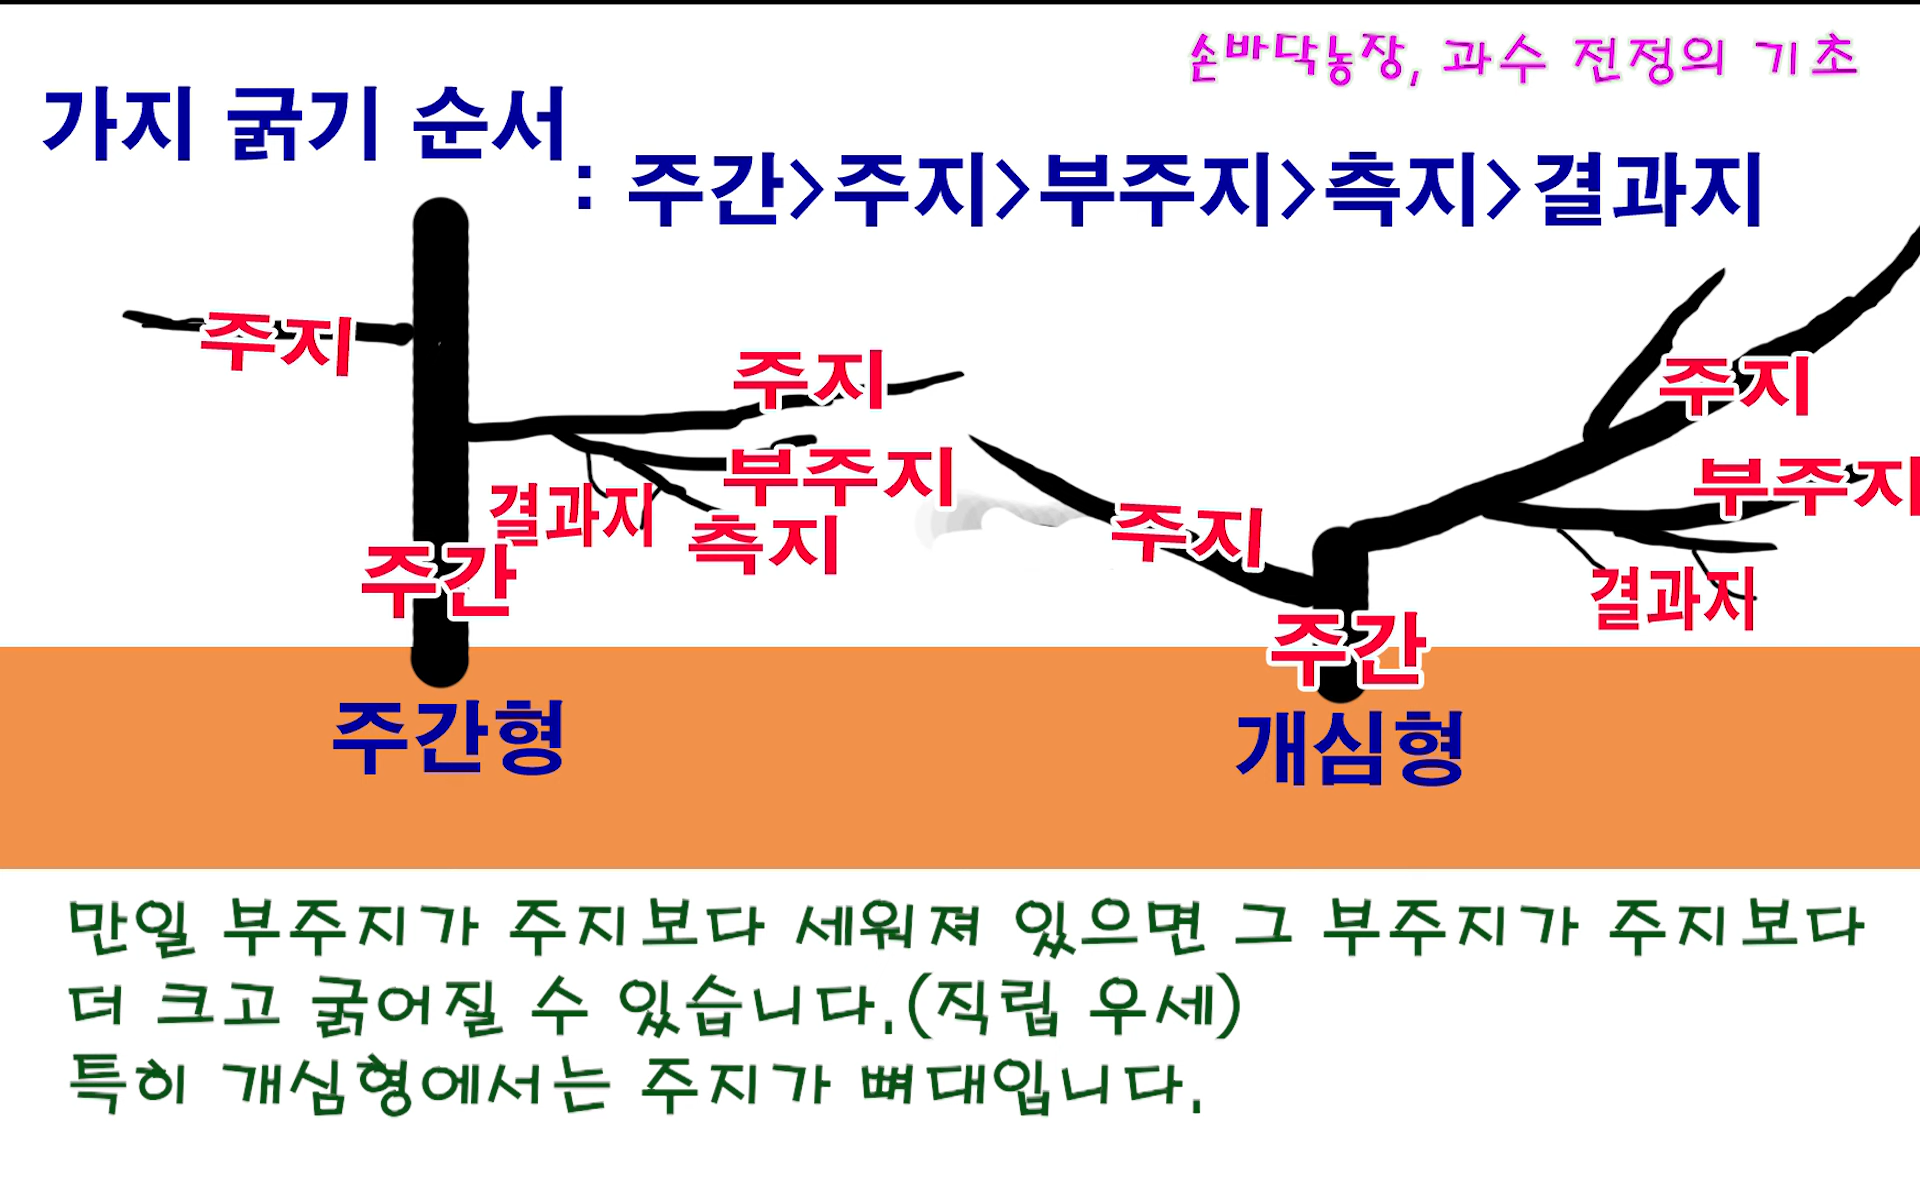 손바닥농장, 과수 전정의 기초
가지 굵기 순서
: 주간>주지>부주지>측지>결과지
주지
주지
부주지
결과지
측지
주간
주지
부주지
주지
결과지
주간
주간형
개심형
만일 부주지가 주지보다 세워져 있으면 그 부주지가 주지보다
더 크고 굵어질 수 있습니다.(직립 우세)
특히 개심형에서는 주지가 뼈대입니다.